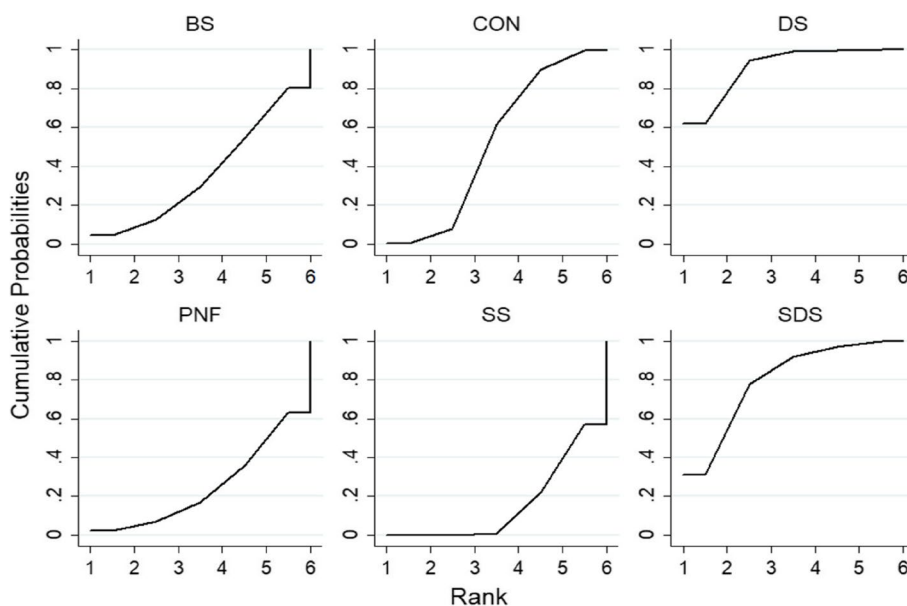 BS
CON
DS
Cumulative Probabilities
0 .2 .4 .6 .8 1
1 2 3 4 5 6
0 .2 .4 .6 .8 1
1 2 3 4 5 6
0 .2 .4 .6 .8 1
1 2 3 4 5 6
PNF
SS
SDS
0 .2 .4 .6 .8 1
1 2 3 4 5 6
0 .2 .4 .6 .8 1
1 2 3 4 5 6
0 .2 .4 .6 .8 1
1 2 3 4 5 6
Rank